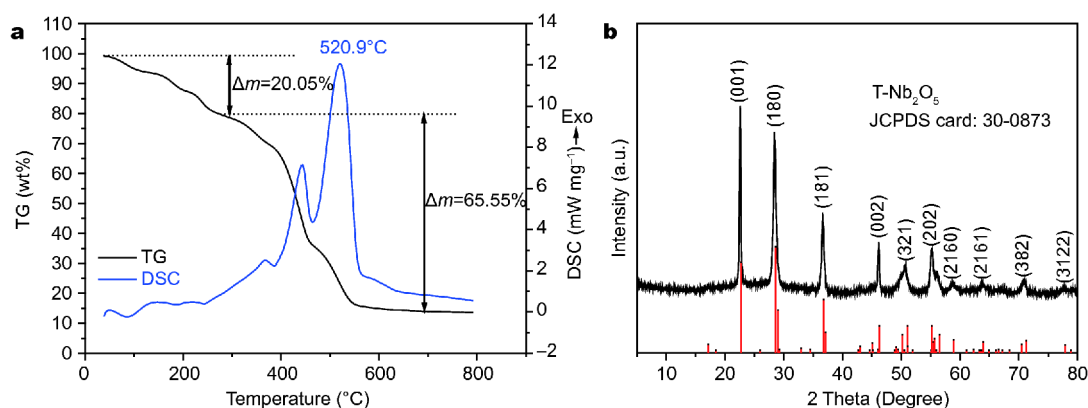 a
110
100
90
80
70
60
50
40
30
20
10
0
TG (wt%)
0
200
400
600
800
Temperature (°C)
14
12
10
8
6
4
2
0
−2
DSC (mW mg⁻¹)
Exo
520.9°C
Δm=20.05%
Δm=65.55%
TG
DSC
b
Intensity (a.u.)
(001)
(180)
(181)
(002)
(321)
(202)
(2160)
(2161)
(382)
(3122)
T-Nb₂O₅
JCPDS card: 30-0873
10
20
30
40
50
60
70
80
2 Theta (Degree)